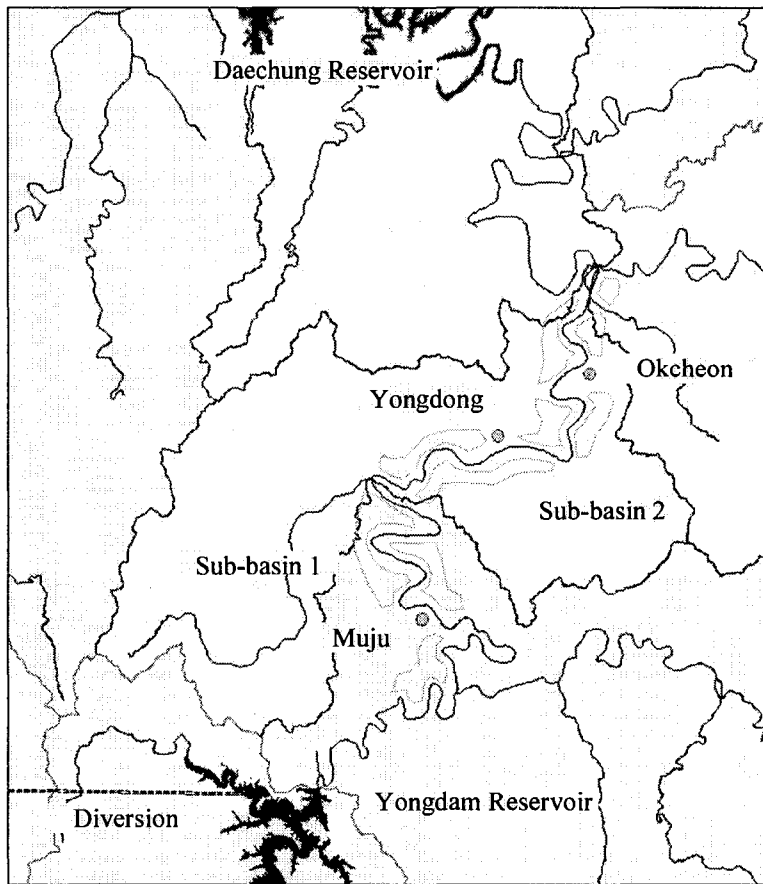 Daechung Reservoir
Okcheon
Yongdong
Sub-basin 2
Sub-basin 1
Muju
Yongdam Reservoir
Diversion